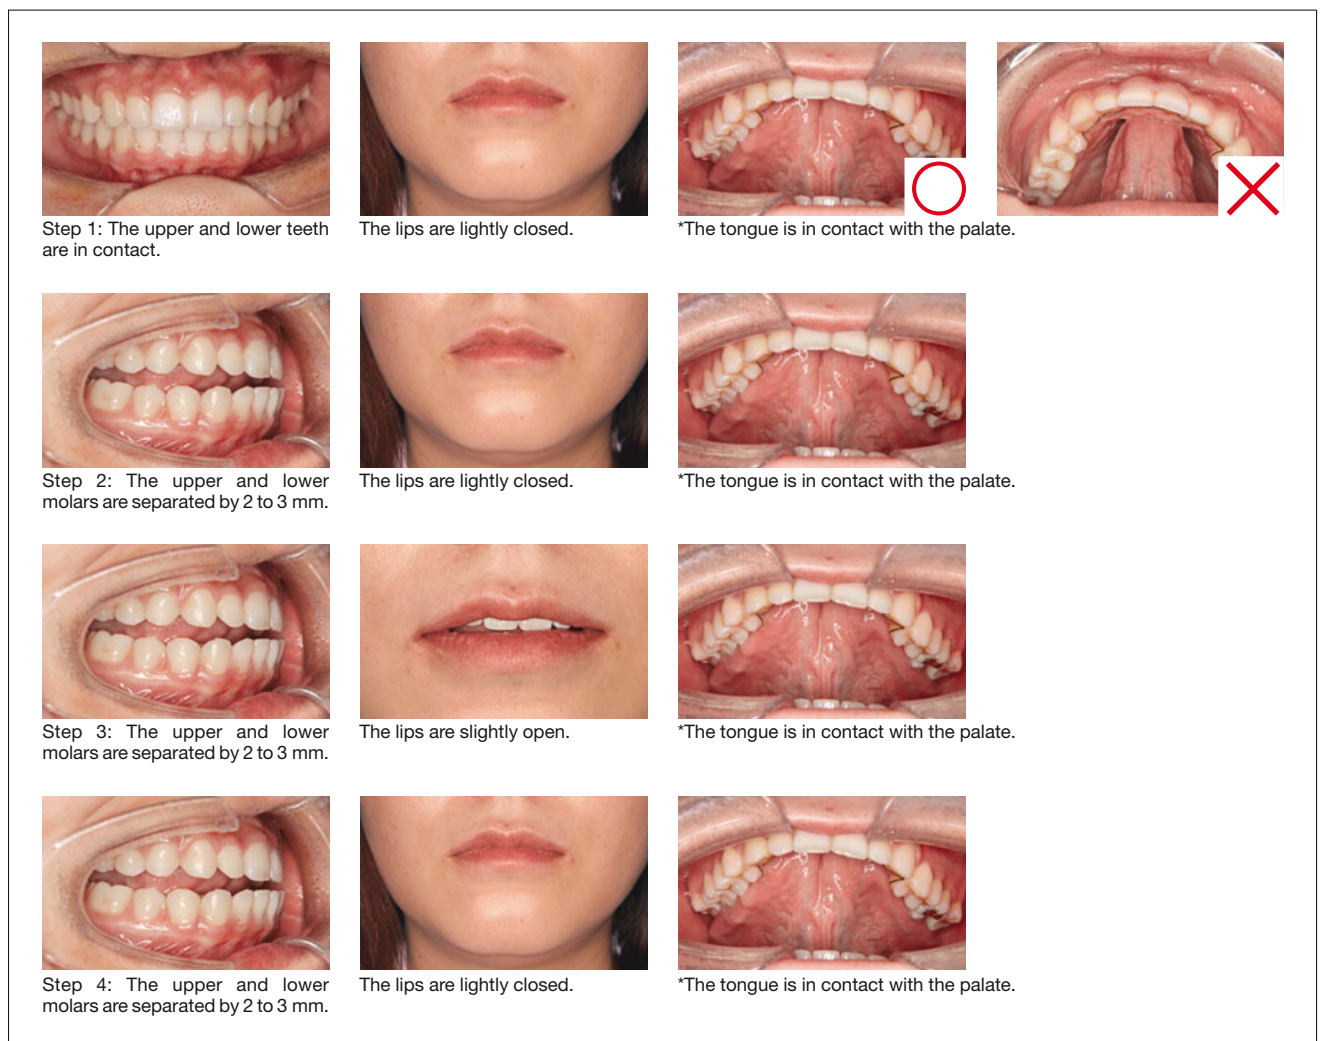 Step 1: The upper and lower teeth
are in contact.
The lips are lightly closed.
*The tongue is in contact with the palate.
Step 2: The upper and lower
molars are separated by 2 to 3 mm.
The lips are lightly closed.
*The tongue is in contact with the palate.
Step 3: The upper and lower
molars are separated by 2 to 3 mm.
The lips are slightly open.
*The tongue is in contact with the palate.
Step 4: The upper and lower
molars are separated by 2 to 3 mm.
The lips are lightly closed.
*The tongue is in contact with the palate.